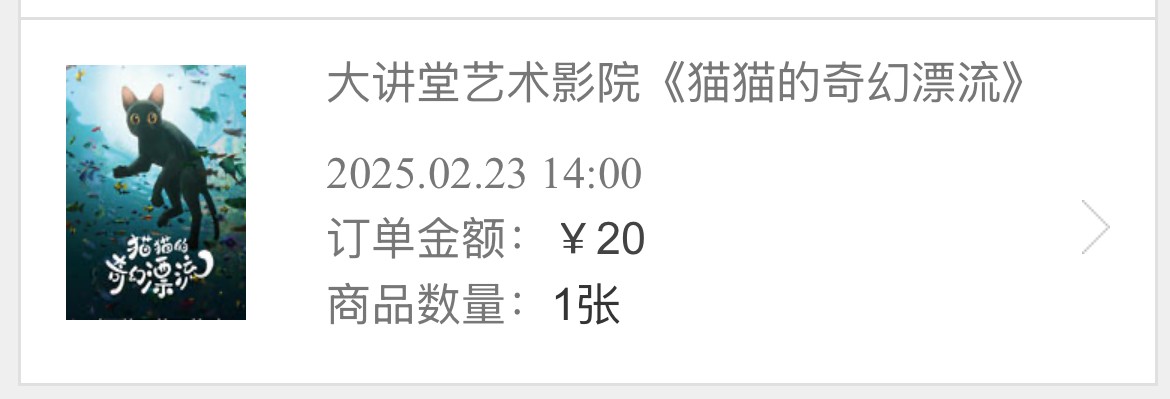 大讲堂艺术影院《猫猫的奇幻漂流》
2025.02.23 14:00
订单金额：￥20
商品数量：1张
猫猫的
奇幻漂流